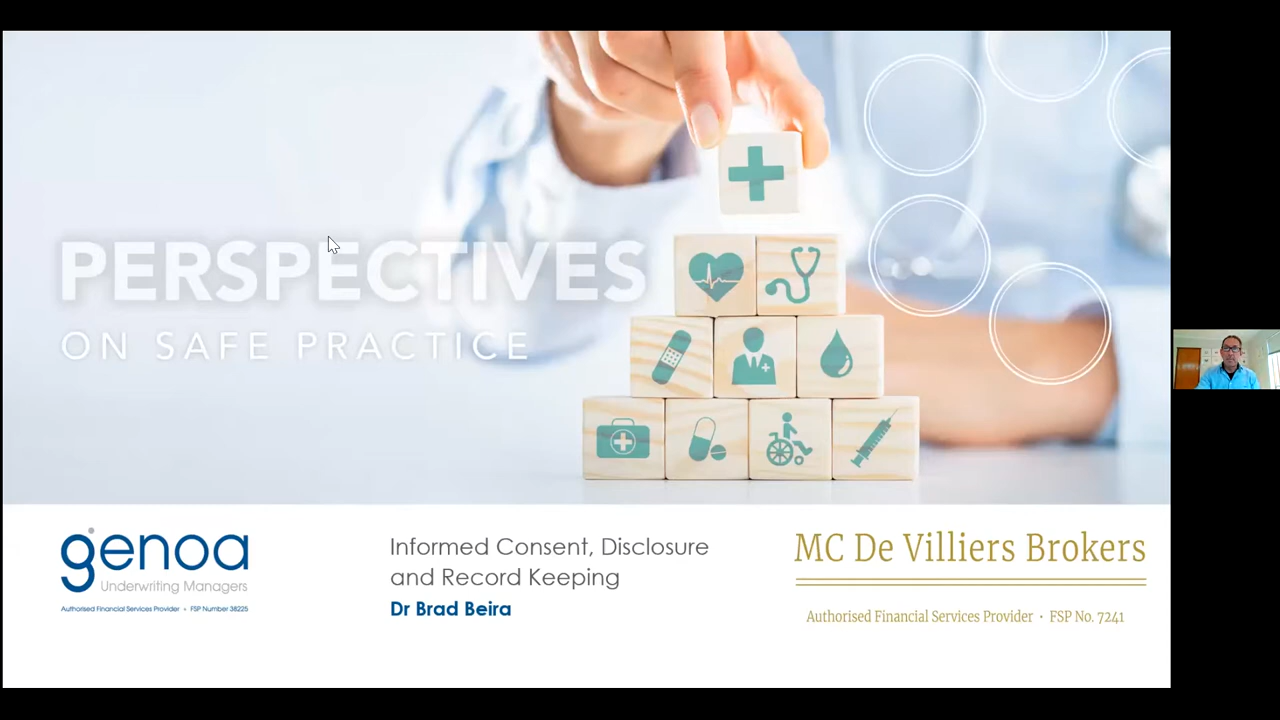 PERSPECTIVES
ON SAFE PRACTICE
genoa
Underwriting Managers
Authorised Financial Services Provider • FSP Number 38225
Informed Consent, Disclosure
and Record Keeping
Dr Brad Beira
MC De Villiers Brokers
Authorised Financial Services Provider · FSP No. 7241